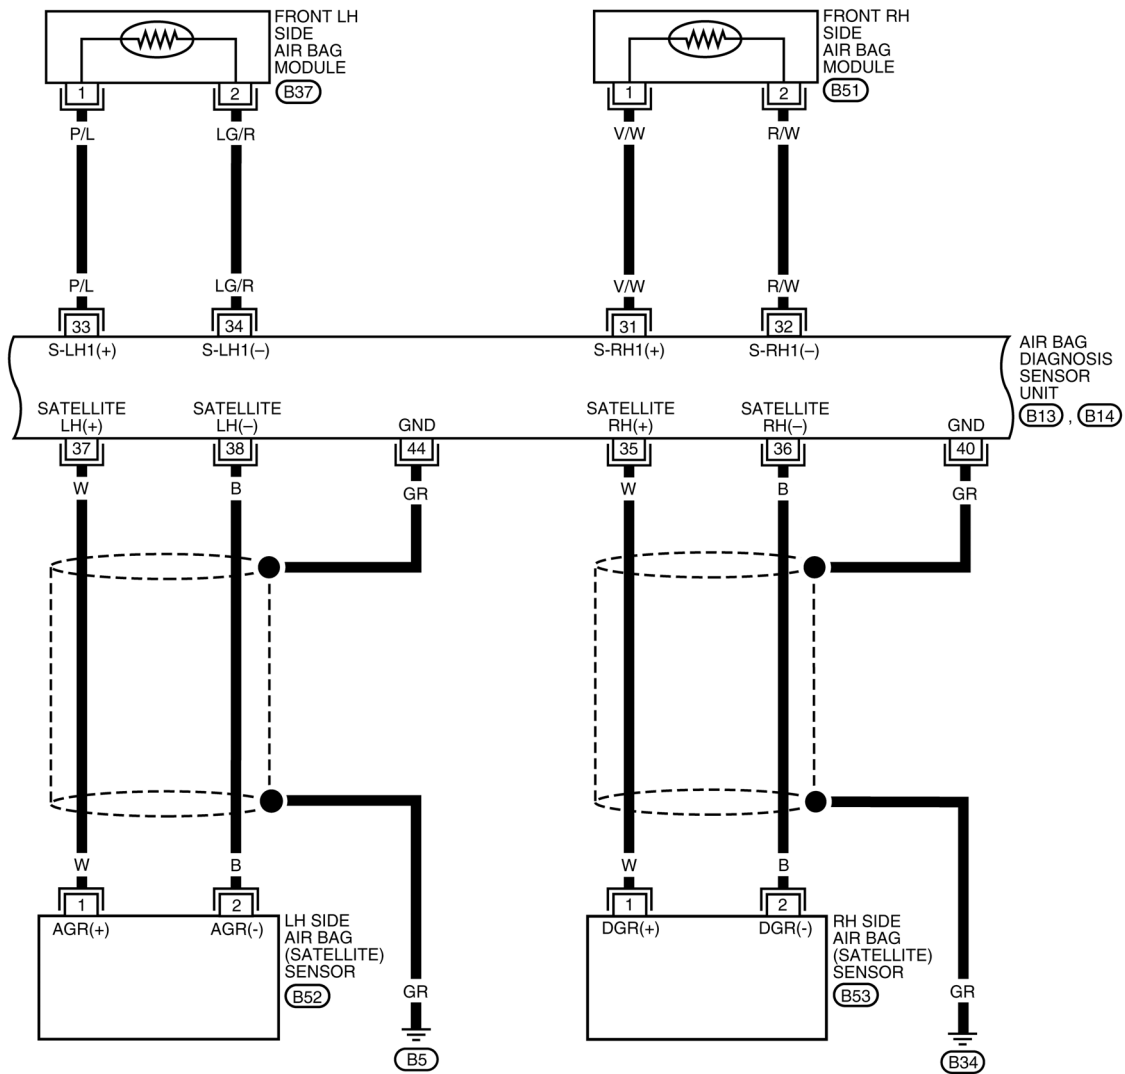 FRONT LH
SIDE
AIR BAG
MODULE
B37
1
2
P/L
LG/R
P/L
LG/R
33
34
S-LH1(+)
S-LH1(–)
FRONT RH
SIDE
AIR BAG
MODULE
B51
1
2
V/W
R/W
V/W
R/W
31
32
S-RH1(+)
S-RH1(–)
AIR BAG
DIAGNOSIS
SENSOR
UNIT
B13 , B14
SATELLITE
LH(+)
SATELLITE
LH(–)
GND
37
38
44
W
B
GR
SATELLITE
RH(+)
SATELLITE
RH(–)
GND
35
36
40
W
B
GR
W
B
1
2
AGR(+)
AGR(-)
LH SIDE
AIR BAG
(SATELLITE)
SENSOR
B52
GR
B5
W
B
1
2
DGR(+)
DGR(-)
RH SIDE
AIR BAG
(SATELLITE)
SENSOR
B53
GR
B34